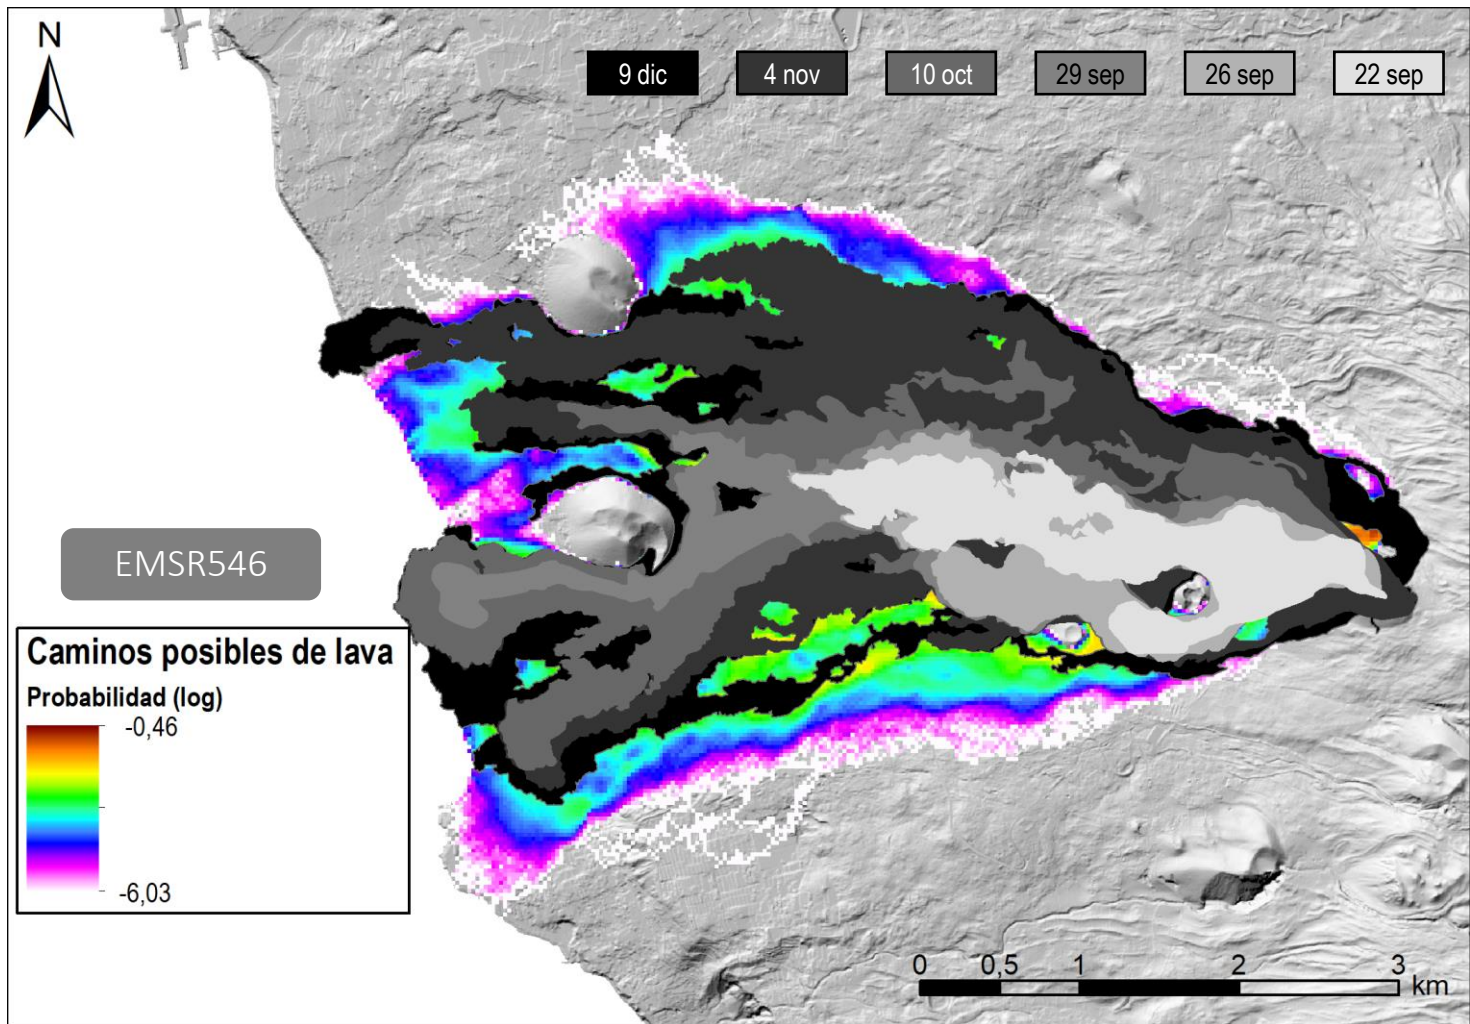 N
9 dic
4 nov
10 oct
29 sep
26 sep
22 sep
EMSR546
Caminos posibles de lava
Probabilidad (log)
-0,46
-6,03
0 0,5 1 2 3
km